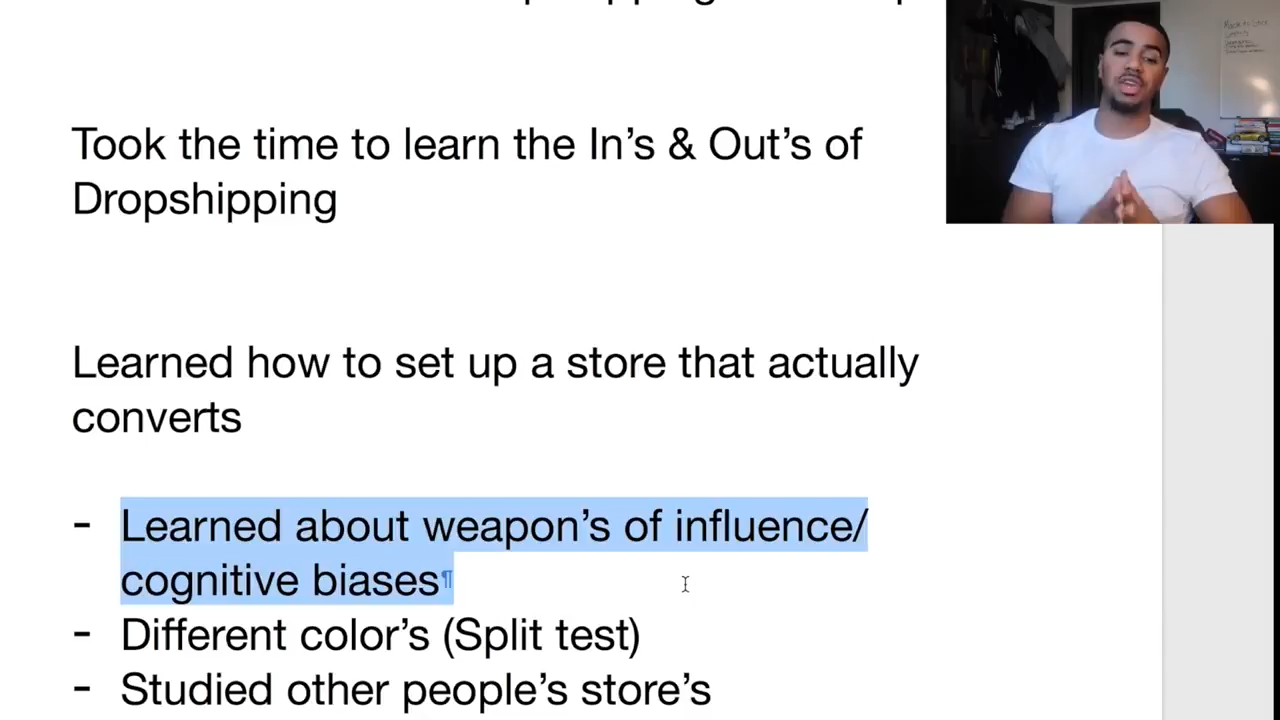 Took the time to learn the In's & Out's of
Dropshipping
Learned how to set up a store that actually
converts
- Learned about weapon's of influence/
cognitive biases¶
- Different color's (Split test)
- Studied other people's store's